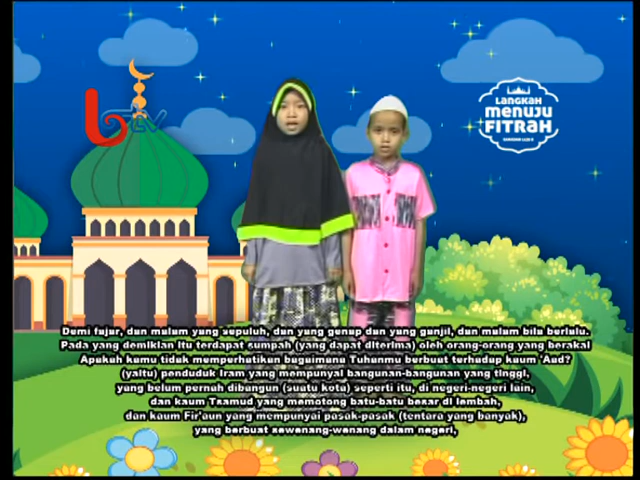 LANGKAH
MENUJU
FITRAH
Demi fajar, dan malam yang sepuluh, dan yang genap dan yang ganjil, dan malam bila berlalu.
Pada yang demikian itu terdapat sumpah (yang dapat diterima) oleh orang-orang yang berakal
Apakah kamu tidak memperhatikan bagaimana Tuhanmu berbuat terhadap kaum 'Aad?
(yaitu) penduduk Iram yang mempunyai bangunan-bangunan yang tinggi,
yang belum pernah dibangun (suatu kota) seperti itu, di negeri-negeri lain,
dan kaum Tsamud yang memotong batu-batu besar di lembah,
dan kaum Fir'aun yang mempunyai pasak-pasak (tentara yang banyak),
yang berbuat sewenang-wenang dalam negeri,